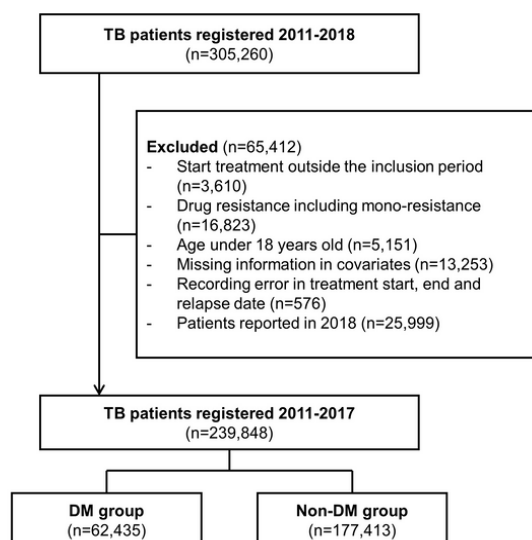 TB patients registered 2011-2018
(n=305,260)
Excluded (n=65,412)
- Start treatment outside the inclusion period
(n=3,610)
- Drug resistance including mono-resistance
(n=16,823)
- Age under 18 years old (n=5,151)
- Missing information in covariates (n=13,253)
- Recording error in treatment start, end and
relapse date (n=576)
- Patients reported in 2018 (n=25,999)
TB patients registered 2011-2017
(n=239,848)
DM group
(n=62,435)
Non-DM group
(n=177,413)